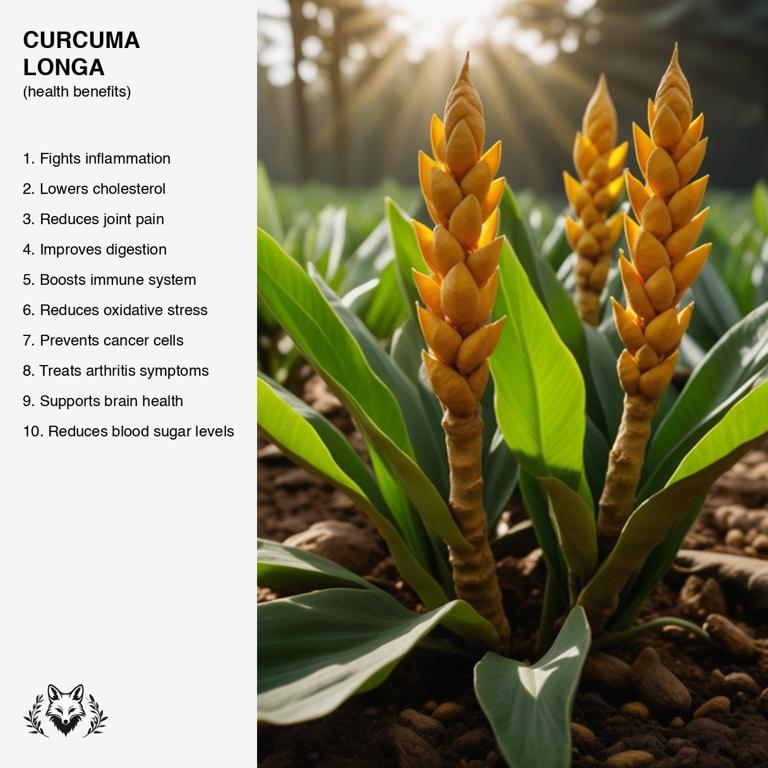 CURCUMA
LONGA
(health benefits)
1. Fights inflammation
2. Lowers cholesterol
3. Reduces joint pain
4. Improves digestion
5. Boosts immune system
6. Reduces oxidative stress
7. Prevents cancer cells
8. Treats arthritis symptoms
9. Supports brain health
10. Reduces blood sugar levels